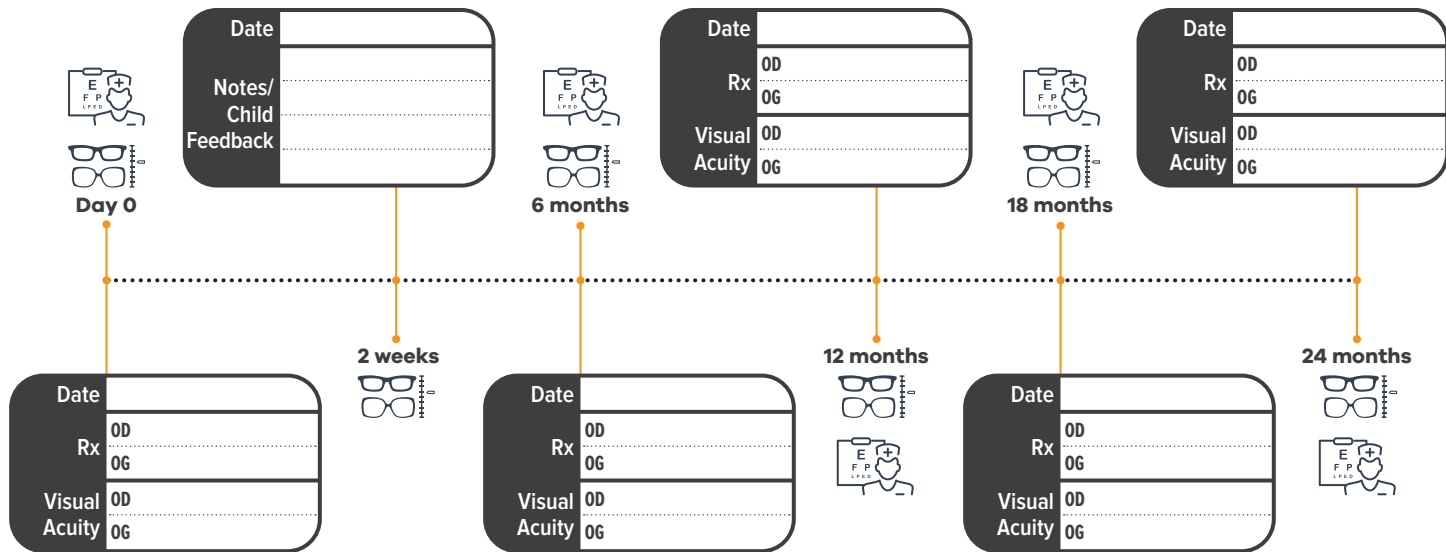 Date
Notes/
Child
Feedback
Date
Rx
OD
OG
Visual
Acuity
OD
OG
Date
Rx
OD
OG
Visual
Acuity
OD
OG
E
F P
L P E D
Day 0
E
F P
L P E D
6 months
E
F P
L P E D
18 months
2 weeks
12 months
E
F P
L P E D
24 months
E
F P
L P E D
Date
Rx
OD
OG
Visual
Acuity
OD
OG
Date
Rx
OD
OG
Visual
Acuity
OD
OG
Date
Rx
OD
OG
Visual
Acuity
OD
OG